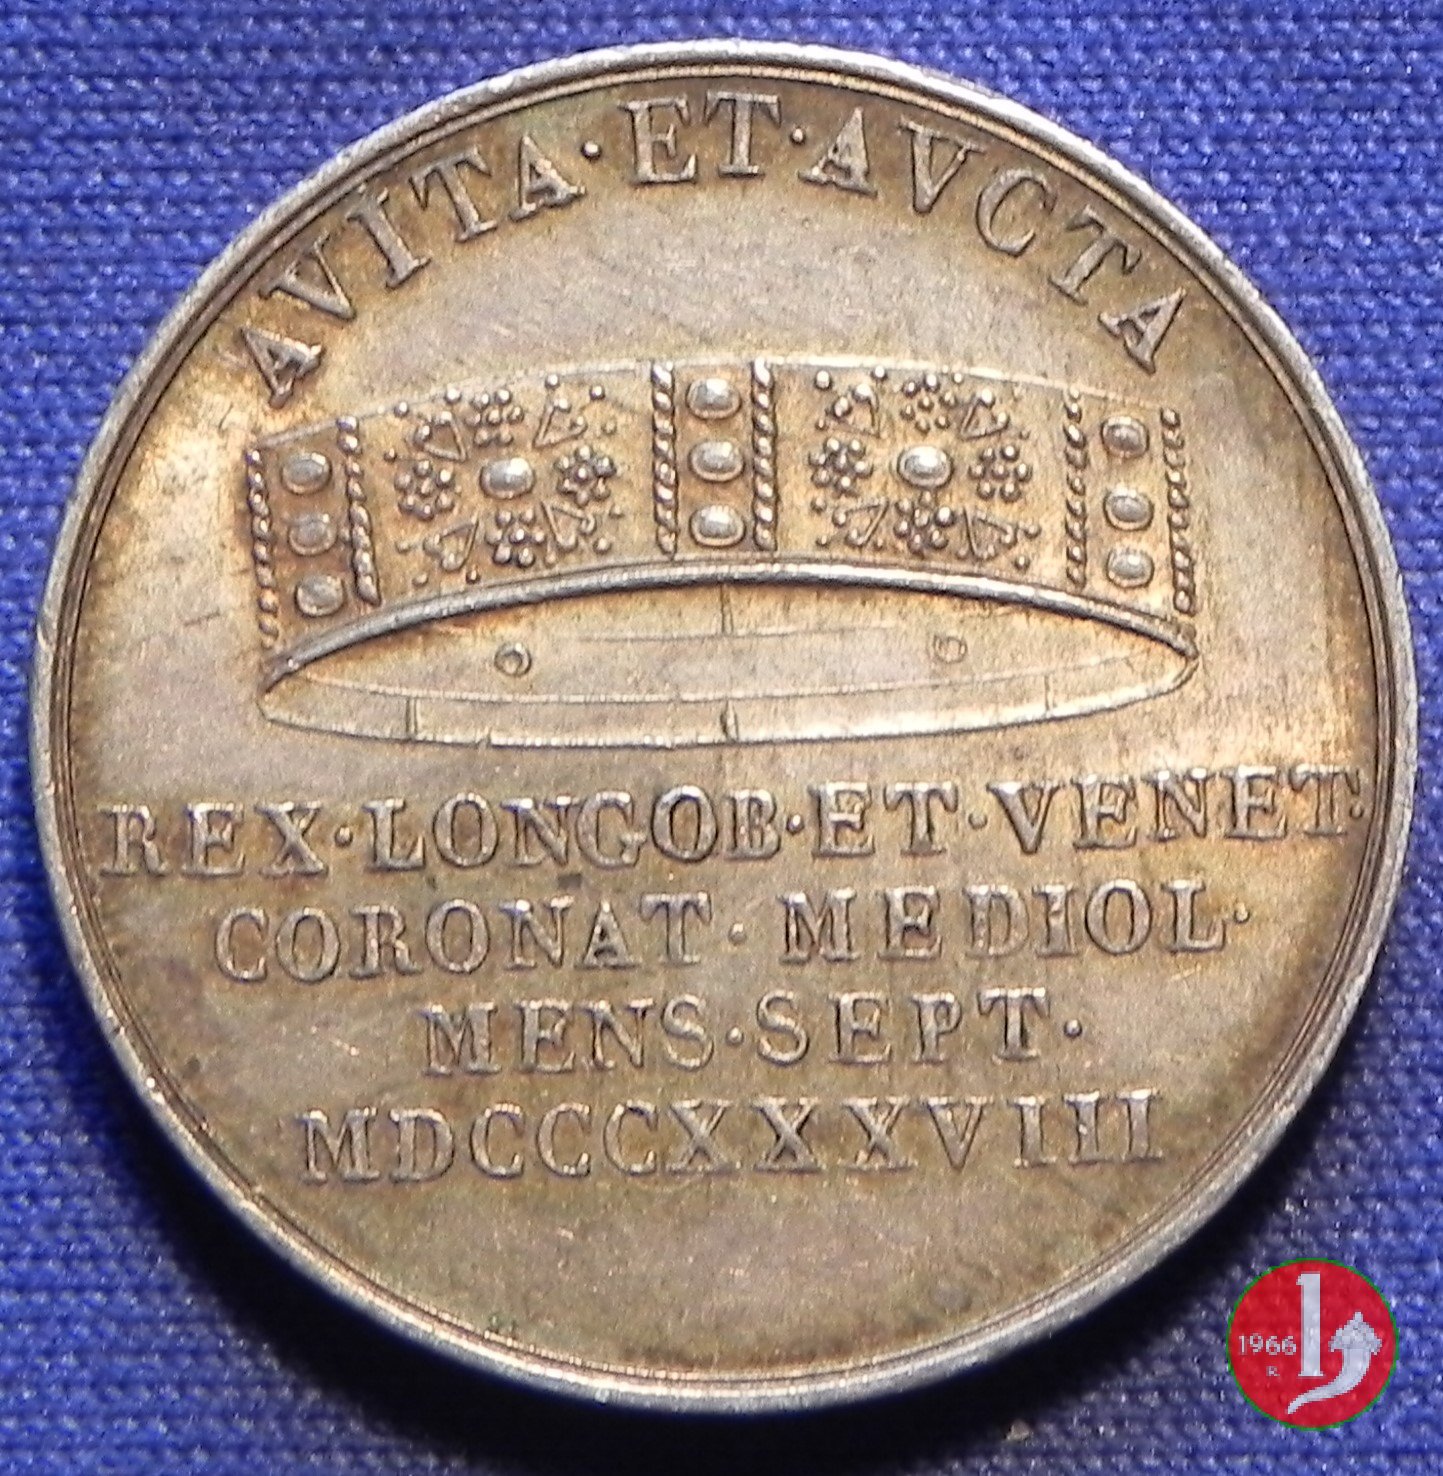 AVITA·ET·AVCTA
REX·LONGOB·ET·VENET·
CORONAT·MEDIOL·
MENS·SEPT·
MDCCCXXXVIII
1966
R